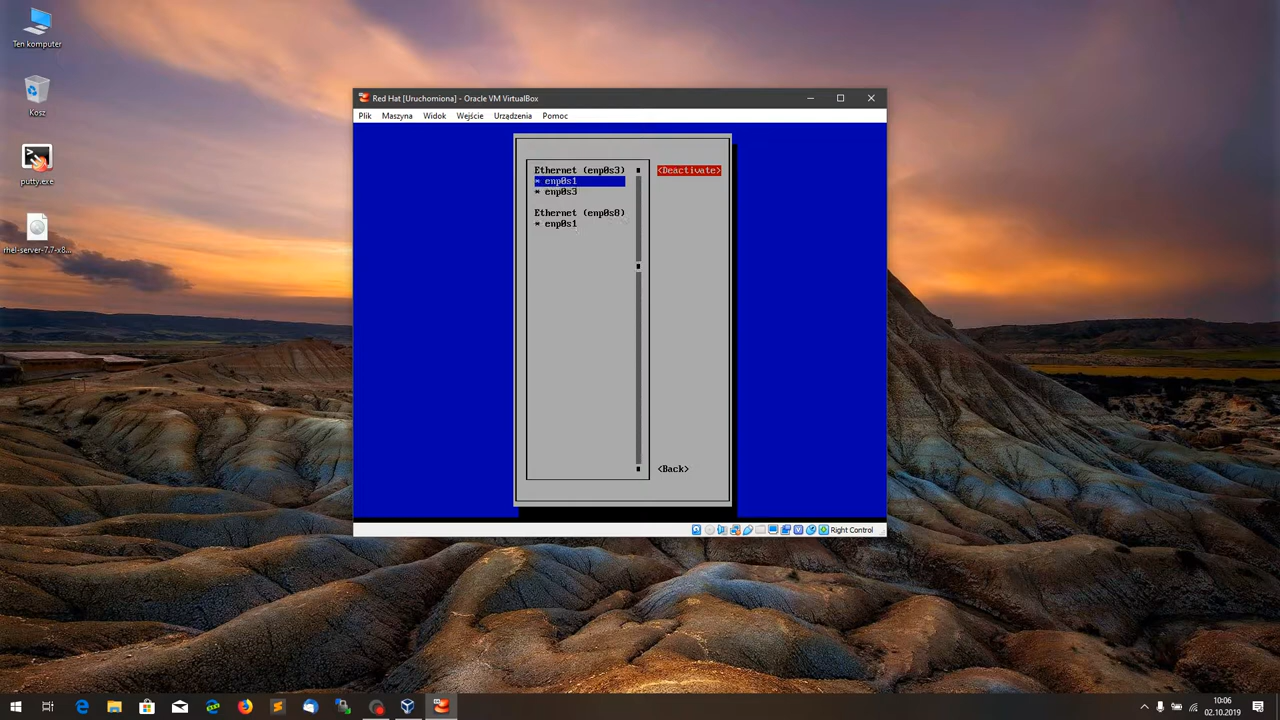 Ten komputer
Kosz
putty.exe
rhel-server-7.7-x8...
Red Hat [Uruchomiona] - Oracle VM VirtualBox
Plik Maszyna Widok Wejście Urządzenia Pomoc
Ethernet (enp0s3)
* enp0s1
* enp0s3
Ethernet (enp0s8)
* enp0s1
<Deactivate>
<Back>
Right Control
10:06
02.10.2019